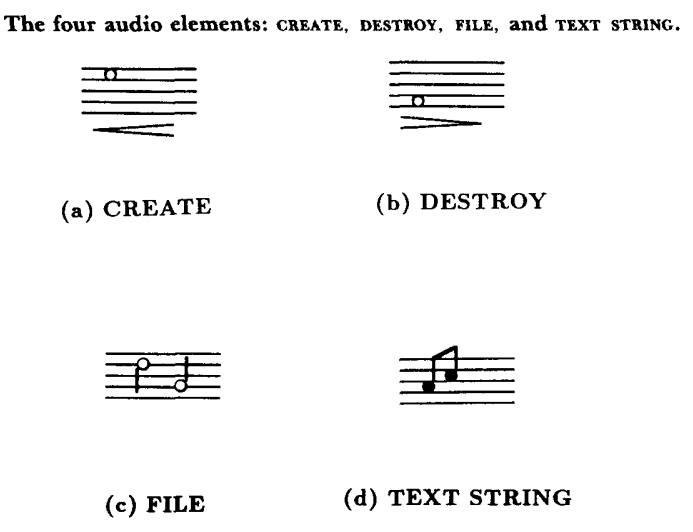 The four audio elements: CREATE, DESTROY, FILE, and TEXT STRING.
(a) CREATE
(b) DESTROY
(c) FILE
(d) TEXT STRING